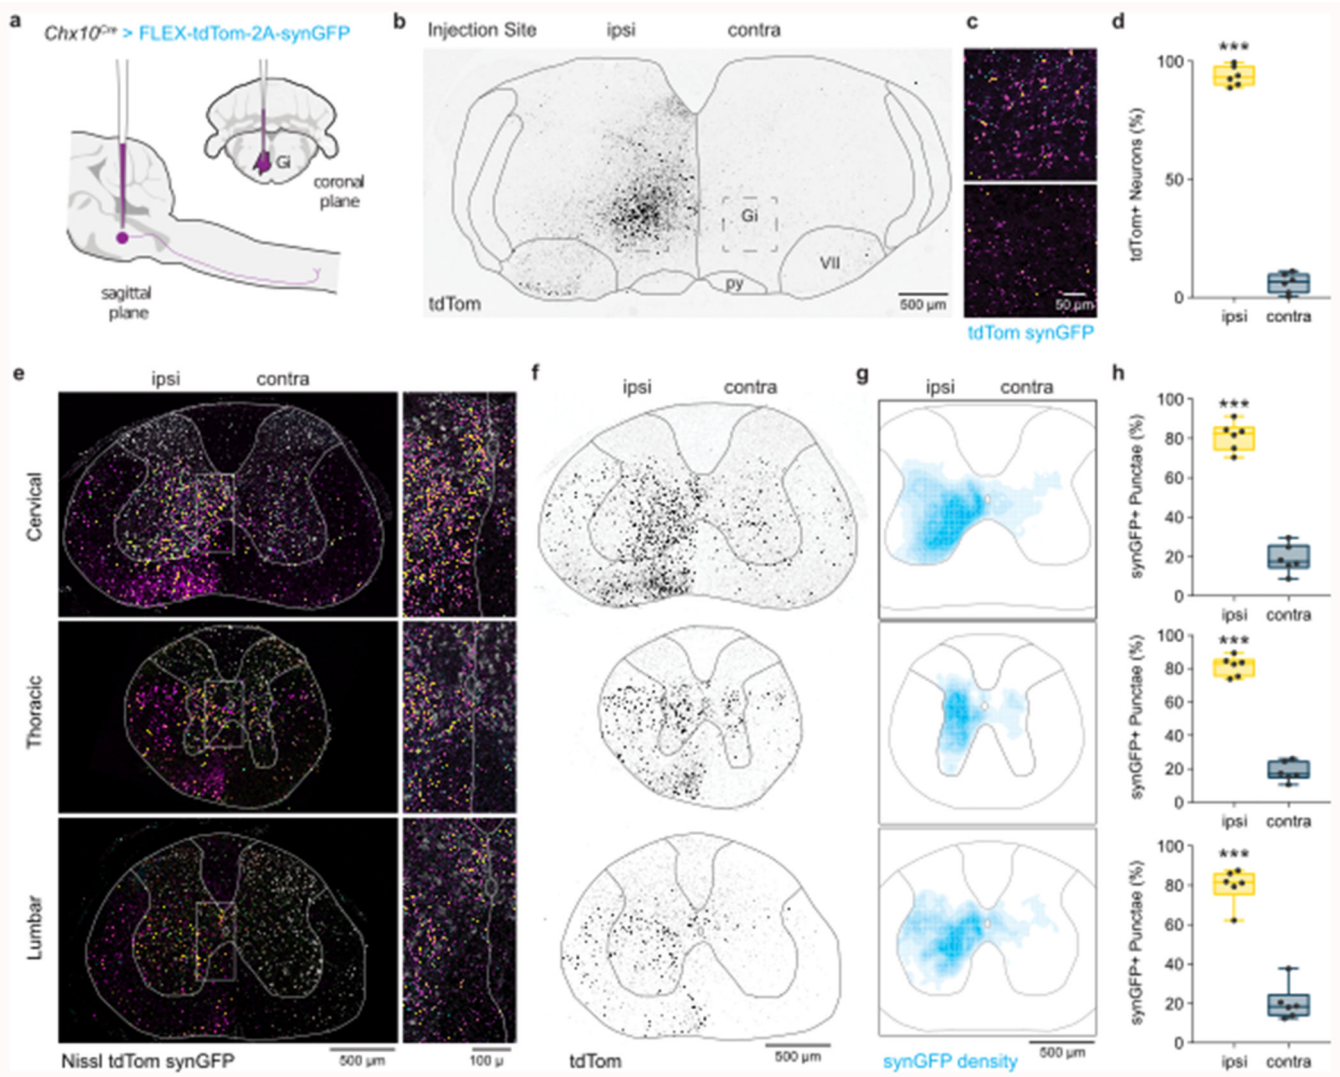 a
Chx10Cre > FLEX-tdTom-2A-synGFP
Gi
coronal
plane
sagittal
plane
b
Injection Site
ipsi
contra
Gi
VII
py
tdTom
500 µm
c
50 µm
tdTom synGFP
d
***
tdTom+ Neurons (%)
100
50
0
ipsi
contra
e
ipsi
contra
Cervical
Thoracic
Lumbar
Nissl tdTom synGFP
500 µm
100 µ
f
ipsi
contra
tdTom
500 µm
g
ipsi
contra
synGFP density
500 µm
h
***
synGFP+ Punctae (%)
100
80
60
40
20
0
ipsi
contra
***
synGFP+ Punctae (%)
100
80
60
40
20
0
ipsi
contra
***
synGFP+ Punctae (%)
100
80
60
40
20
0
ipsi
contra